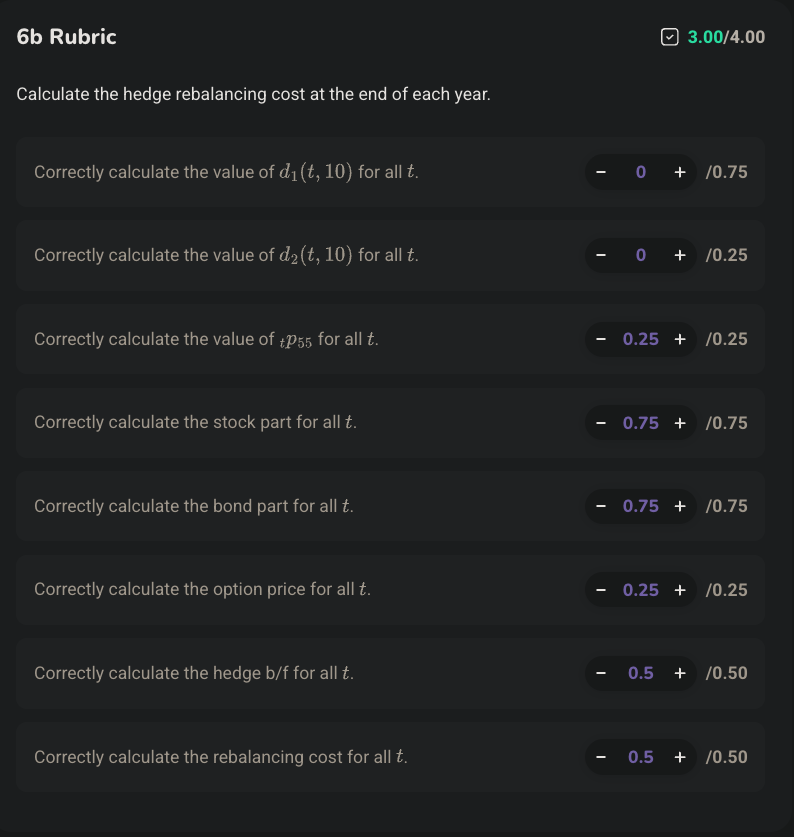 6b Rubric 3.00/4.00
Calculate the hedge rebalancing cost at the end of each year.
Correctly calculate the value of d₁(t, 10) for all t. − 0 + /0.75
Correctly calculate the value of d₂(t, 10) for all t. − 0 + /0.25
Correctly calculate the value of ₜp₅₅ for all t. − 0.25 + /0.25
Correctly calculate the stock part for all t. − 0.75 + /0.75
Correctly calculate the bond part for all t. − 0.75 + /0.75
Correctly calculate the option price for all t. − 0.25 + /0.25
Correctly calculate the hedge b/f for all t. − 0.5 + /0.50
Correctly calculate the rebalancing cost for all t. − 0.5 + /0.50